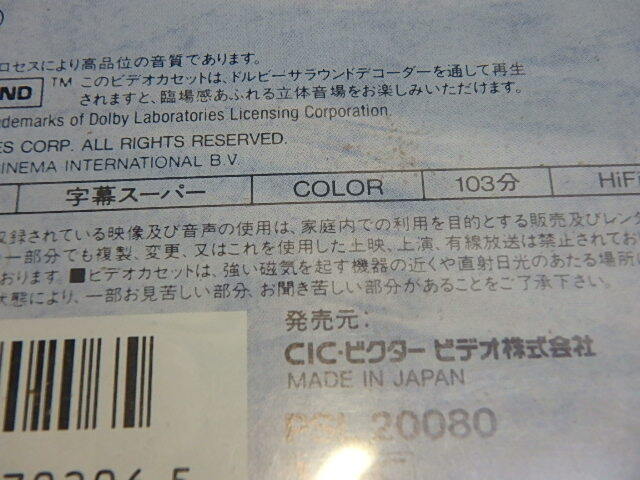 ロセスにより高品位の音質であります。
ND ™ このビデオカセットは、ドルビーサラウンドデコーダーを通して再生
されますと、臨場感あふれる立体音場をお楽しみいただけます。
demarks of Dolby Laboratories Licensing Corporation.
ES CORP. ALL RIGHTS RESERVED.
CINEMA INTERNATIONAL B.V.
字幕スーパー COLOR 103分 HiFi
収録されている映像及び音声の使用は、家庭内での利用を目的とする販売及びレン
一部分でも複製、変更、又はこれを使用した上映、上演、有線放送は禁止されてお
おります。■ビデオカセットは、強い磁気を起す機器の近くや直射日光のあたる場所に
状態により、一部お見苦しい部分、お聞き苦しい部分があることをご了承下さい。
発売元:
CIC·ビクター ビデオ株式会社
MADE IN JAPAN
20080